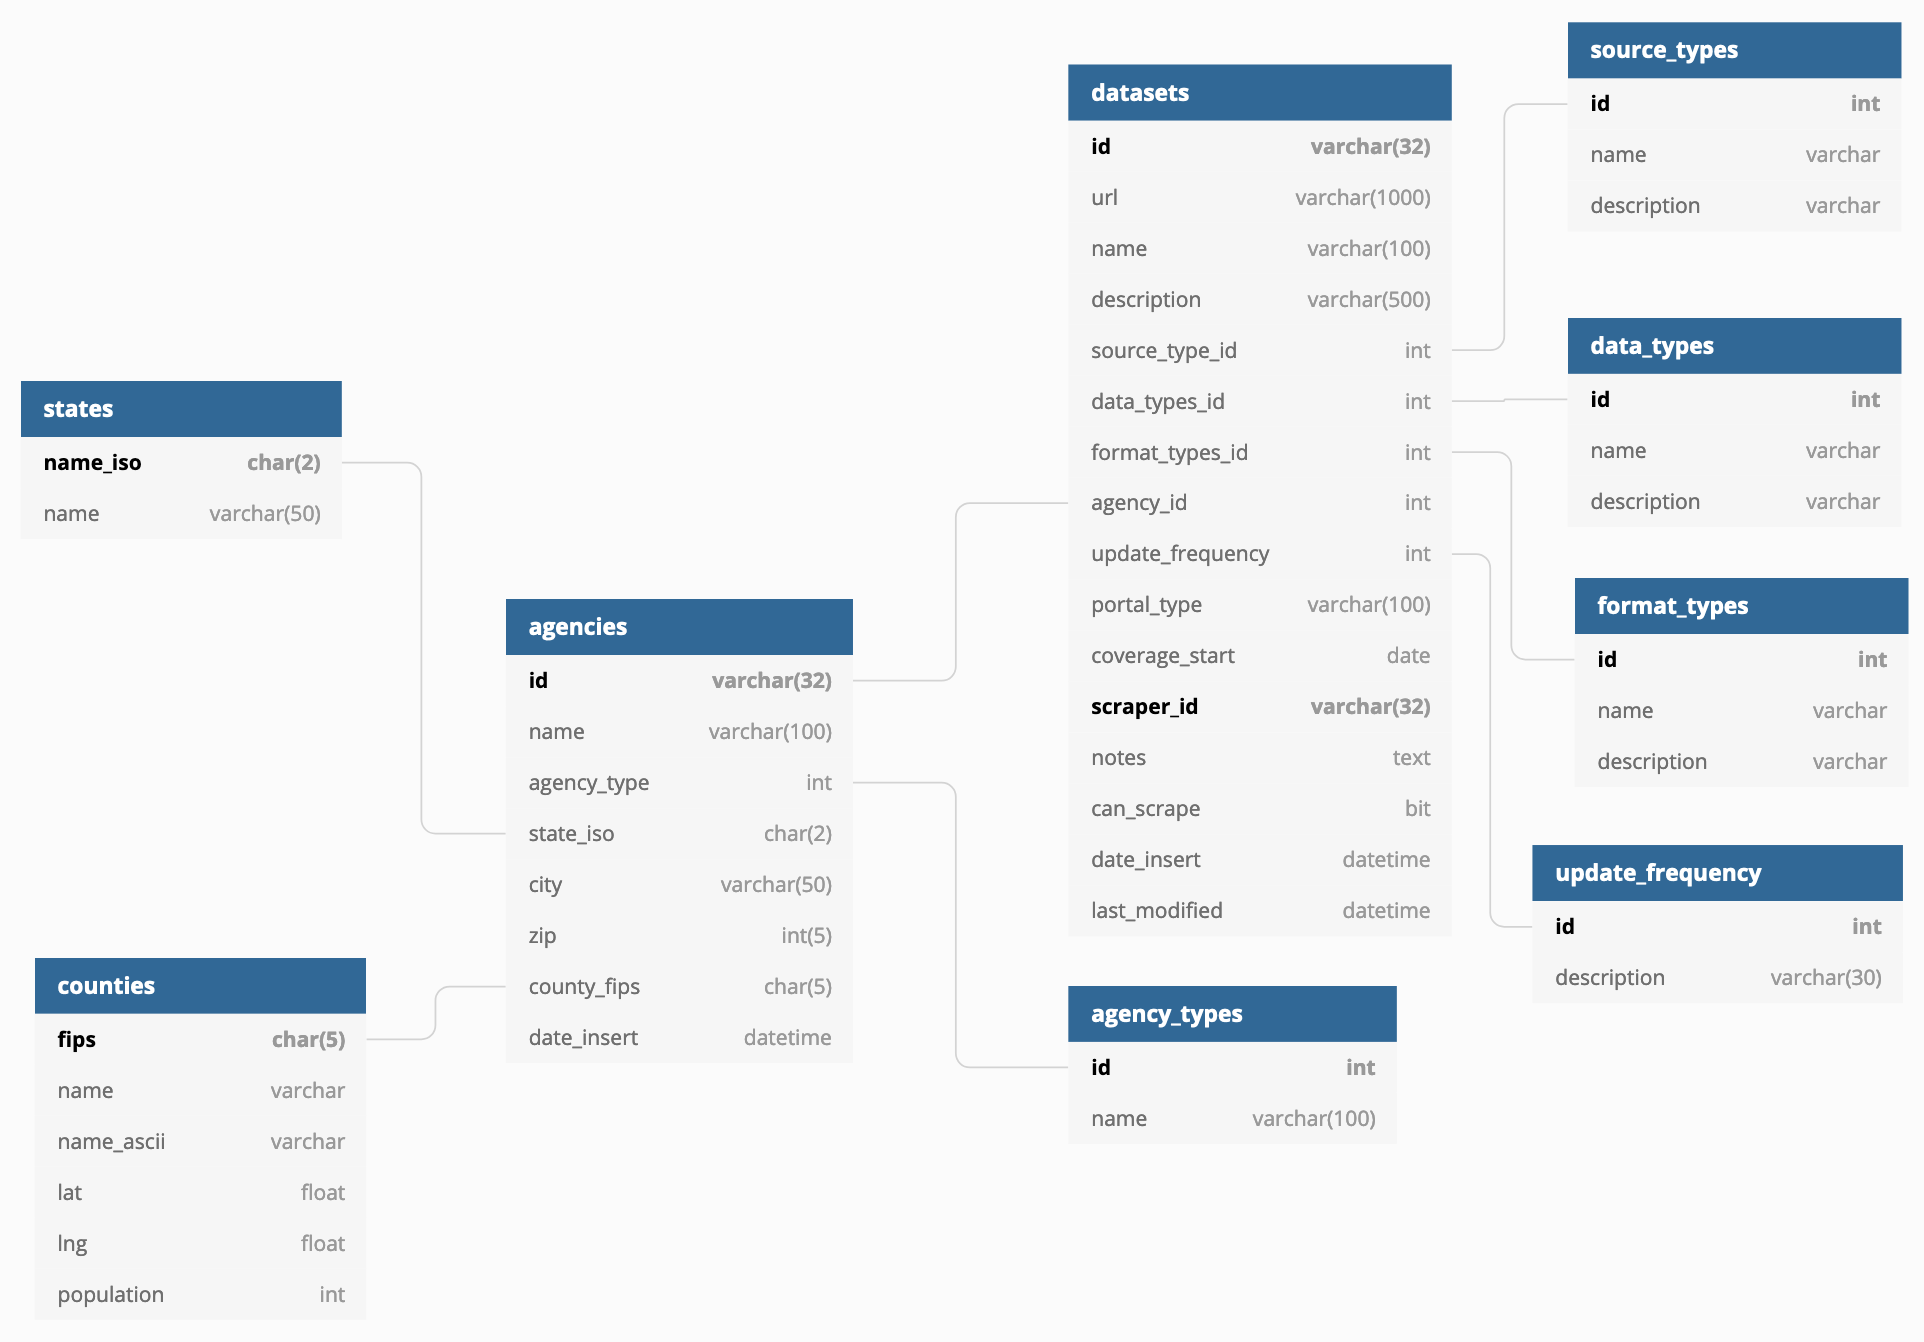 states
name_iso char(2)
name varchar(50)
counties
fips char(5)
name varchar
name_ascii varchar
lat float
lng float
population int
agencies
id varchar(32)
name varchar(100)
agency_type int
state_iso char(2)
city varchar(50)
zip int(5)
county_fips char(5)
date_insert datetime
datasets
id varchar(32)
url varchar(1000)
name varchar(100)
description varchar(500)
source_type_id int
data_types_id int
format_types_id int
agency_id int
update_frequency int
portal_type varchar(100)
coverage_start date
scraper_id varchar(32)
notes text
can_scrape bit
date_insert datetime
last_modified datetime
agency_types
id int
name varchar(100)
source_types
id int
name varchar
description varchar
data_types
id int
name varchar
description varchar
format_types
id int
name varchar
description varchar
update_frequency
id int
description varchar(30)